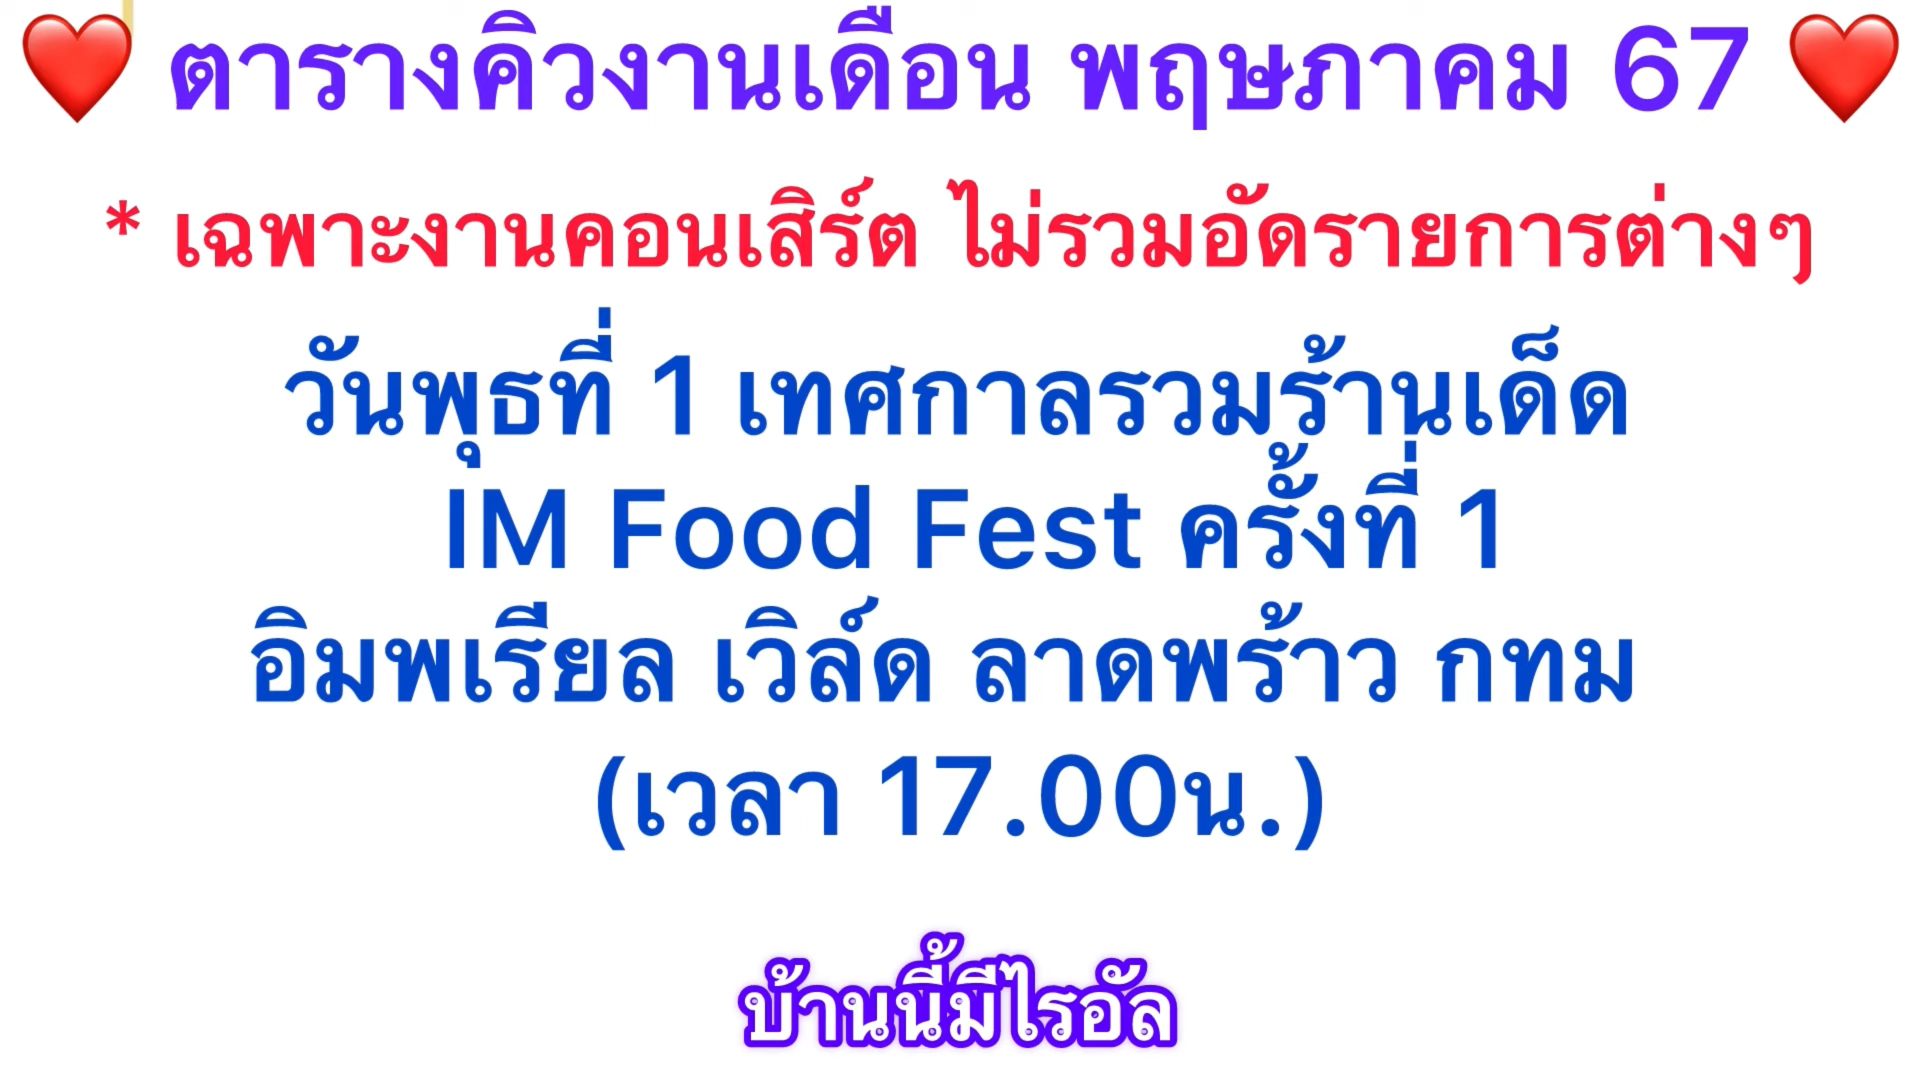 ❤️ ตารางคิวงานเดือน พฤษภาคม 67 ❤️
* เฉพาะงานคอนเสิร์ต ไม่รวมอัดรายการต่างๆ
วันพุธที่ 1 เทศกาลรวมร้านเด็ด
IM Food Fest ครั้งที่ 1
อิมพเรียล เวิล์ด ลาดพร้าว กทม
(เวลา 17.00น.)
บ้านนี้มีไรอัล